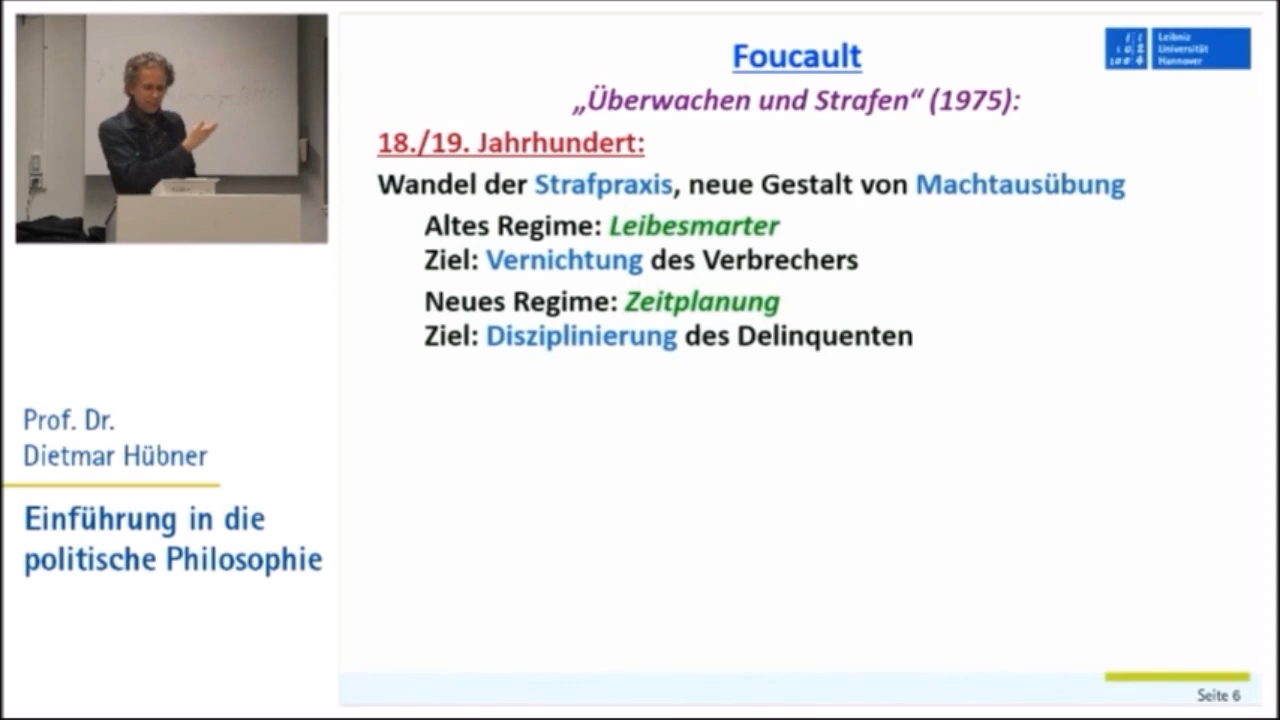 Foucault
„Überwachen und Strafen“ (1975):
18./19. Jahrhundert:
Wandel der Strafpraxis, neue Gestalt von Machtausübung
Altes Regime: Leibesmarter
Ziel: Vernichtung des Verbrechers
Neues Regime: Zeitplanung
Ziel: Disziplinierung des Delinquenten
Leibniz
Universität
Hannover
Prof. Dr.
Dietmar Hübner
Einführung in die
politische Philosophie
Seite 6